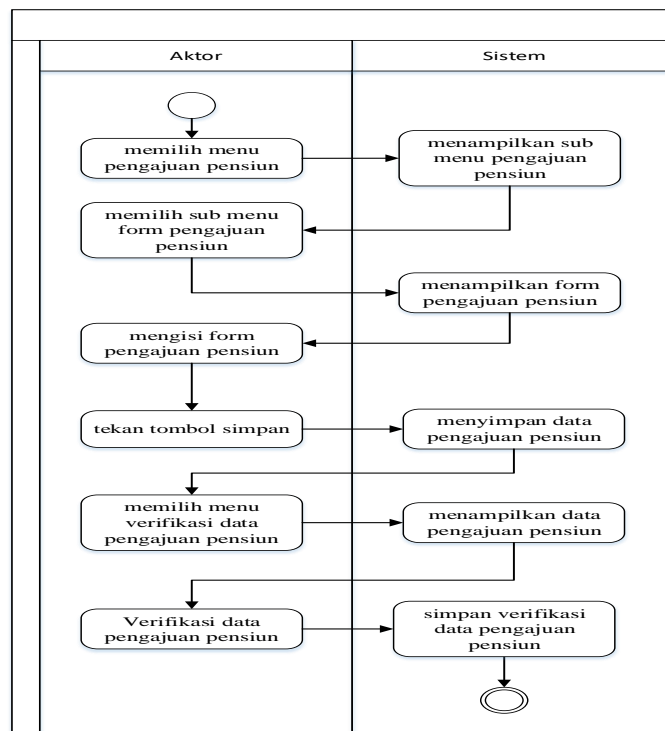 Aktor
Sistem
memilih menu
pengajuan pensiun
menampilkan sub
menu pengajuan
pensiun
memilih sub menu
form pengajuan
pensiun
menampilkan form
pengajuan pensiun
mengisi form
pengajuan pensiun
tekan tombol simpan
menyimpan data
pengajuan pensiun
memilih menu
verifikasi data
pengajuan pensiun
menampilkan data
pengajuan pensiun
Verifikasi data
pengajuan pensiun
simpan verifikasi
data pengajuan
pensiun